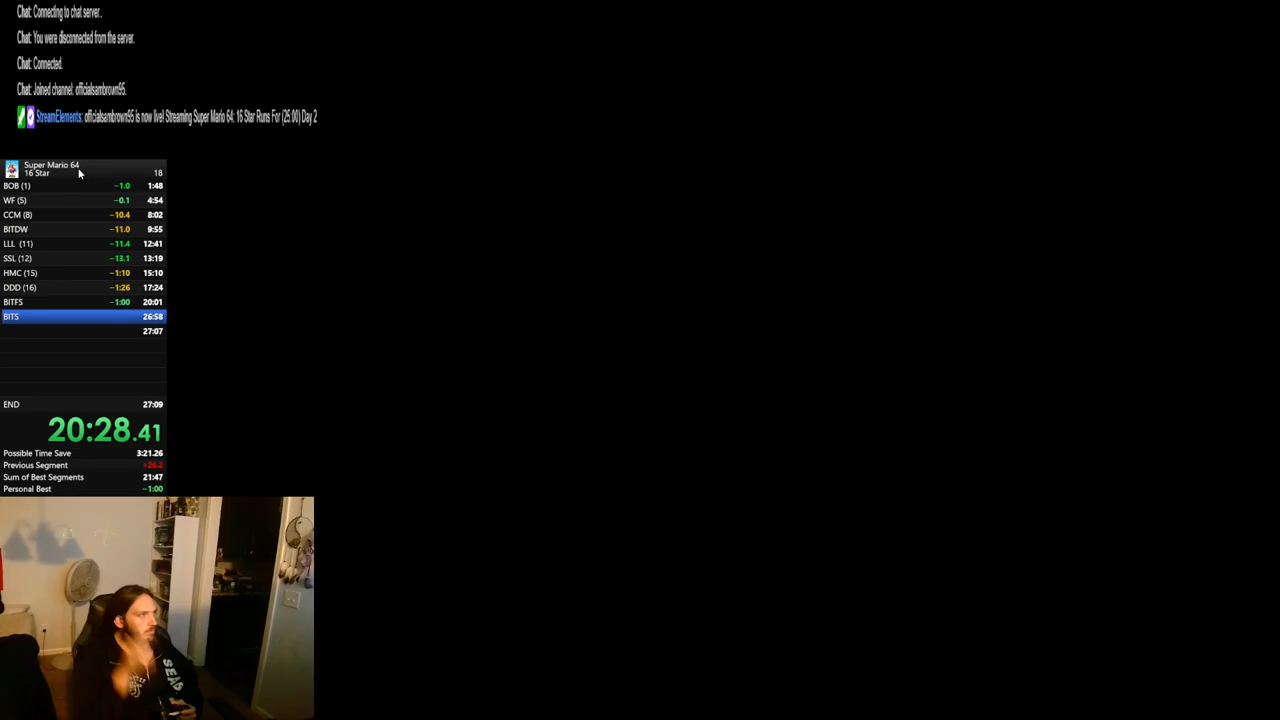 Chat: Connecting to chat server..
Chat: You were disconnected from the server.
Chat: Connected.
Chat: Joined channel: officialsambrown95.
StreamElements: officialsambrown95 is now live! Streaming Super Mario 64: 16 Star Runs For (25:00) Day 2
Super Mario 64
16 Star 18
BOB (1) −1.0 1:48
WF (5) −0.1 4:54
CCM (8) −10.4 8:02
BITDW −11.0 9:55
LLL (11) −11.4 12:41
SSL (12) −13.1 13:19
HMC (15) −1:10 15:10
DDD (16) −1:26 17:24
BITFS −1:00 20:01
BITS 26:58
27:07
END 27:09
20:28.41
Possible Time Save 3:21.26
Previous Segment +26.2
Sum of Best Segments 21:47
Personal Best −1:00
SEAD